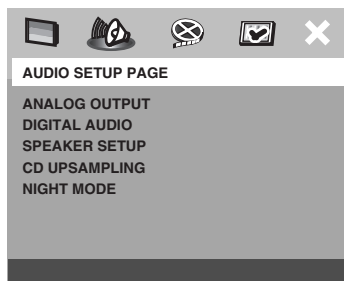 AUDIO SETUP PAGE
ANALOG OUTPUT
DIGITAL AUDIO
SPEAKER SETUP
CD UPSAMPLING
NIGHT MODE